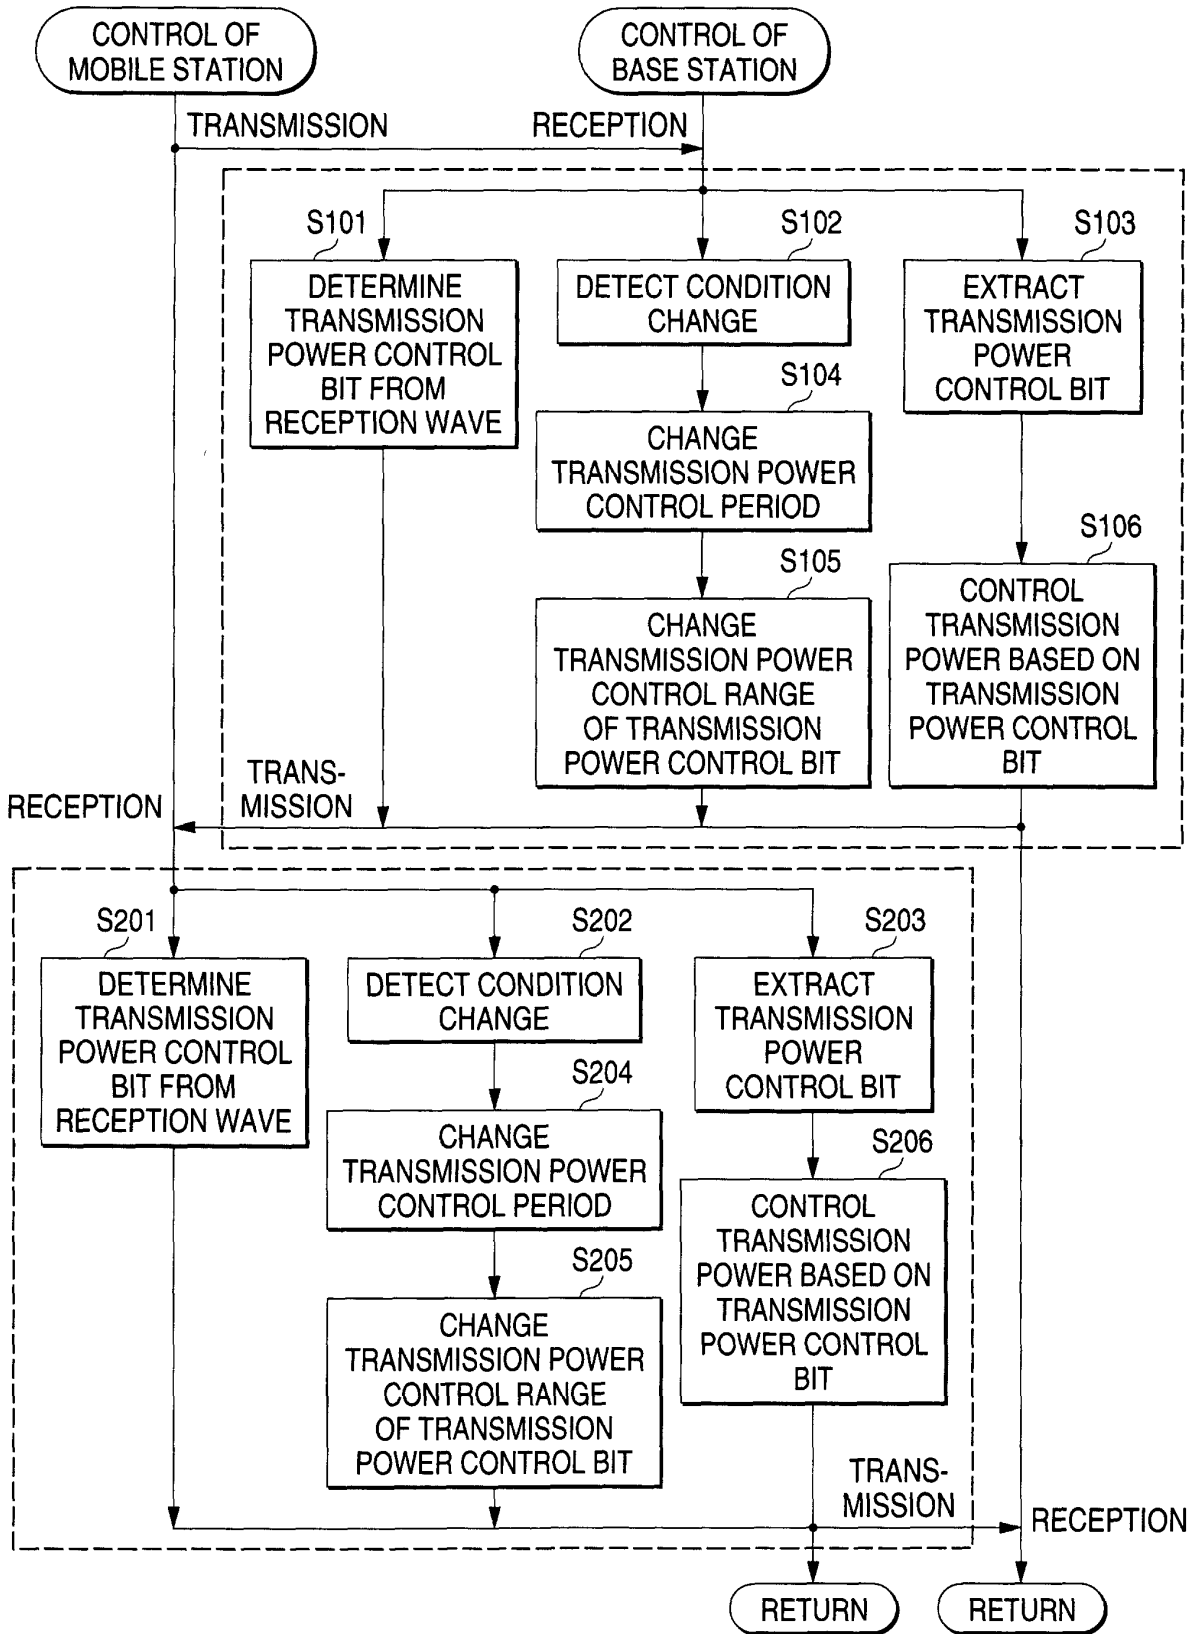 CONTROL OF
MOBILE STATION
CONTROL OF
BASE STATION
TRANSMISSION
RECEPTION
S101
DETERMINE
TRANSMISSION
POWER CONTROL
BIT FROM
RECEPTION WAVE
S102
DETECT CONDITION
CHANGE
S103
EXTRACT
TRANSMISSION
POWER
CONTROL BIT
S104
CHANGE
TRANSMISSION POWER
CONTROL PERIOD
S105
CHANGE
TRANSMISSION POWER
CONTROL RANGE
OF TRANSMISSION
POWER CONTROL BIT
S106
CONTROL
TRANSMISSION
POWER BASED ON
TRANSMISSION
POWER CONTROL
BIT
RECEPTION
TRANS-
MISSION
S201
DETERMINE
TRANSMISSION
POWER CONTROL
BIT FROM
RECEPTION WAVE
S202
DETECT CONDITION
CHANGE
S203
EXTRACT
TRANSMISSION
POWER
CONTROL BIT
S204
CHANGE
TRANSMISSION POWER
CONTROL PERIOD
S205
CHANGE
TRANSMISSION POWER
CONTROL RANGE
OF TRANSMISSION
POWER CONTROL BIT
S206
CONTROL
TRANSMISSION
POWER BASED ON
TRANSMISSION
POWER CONTROL
BIT
TRANS-
MISSION
RECEPTION
RETURN
RETURN